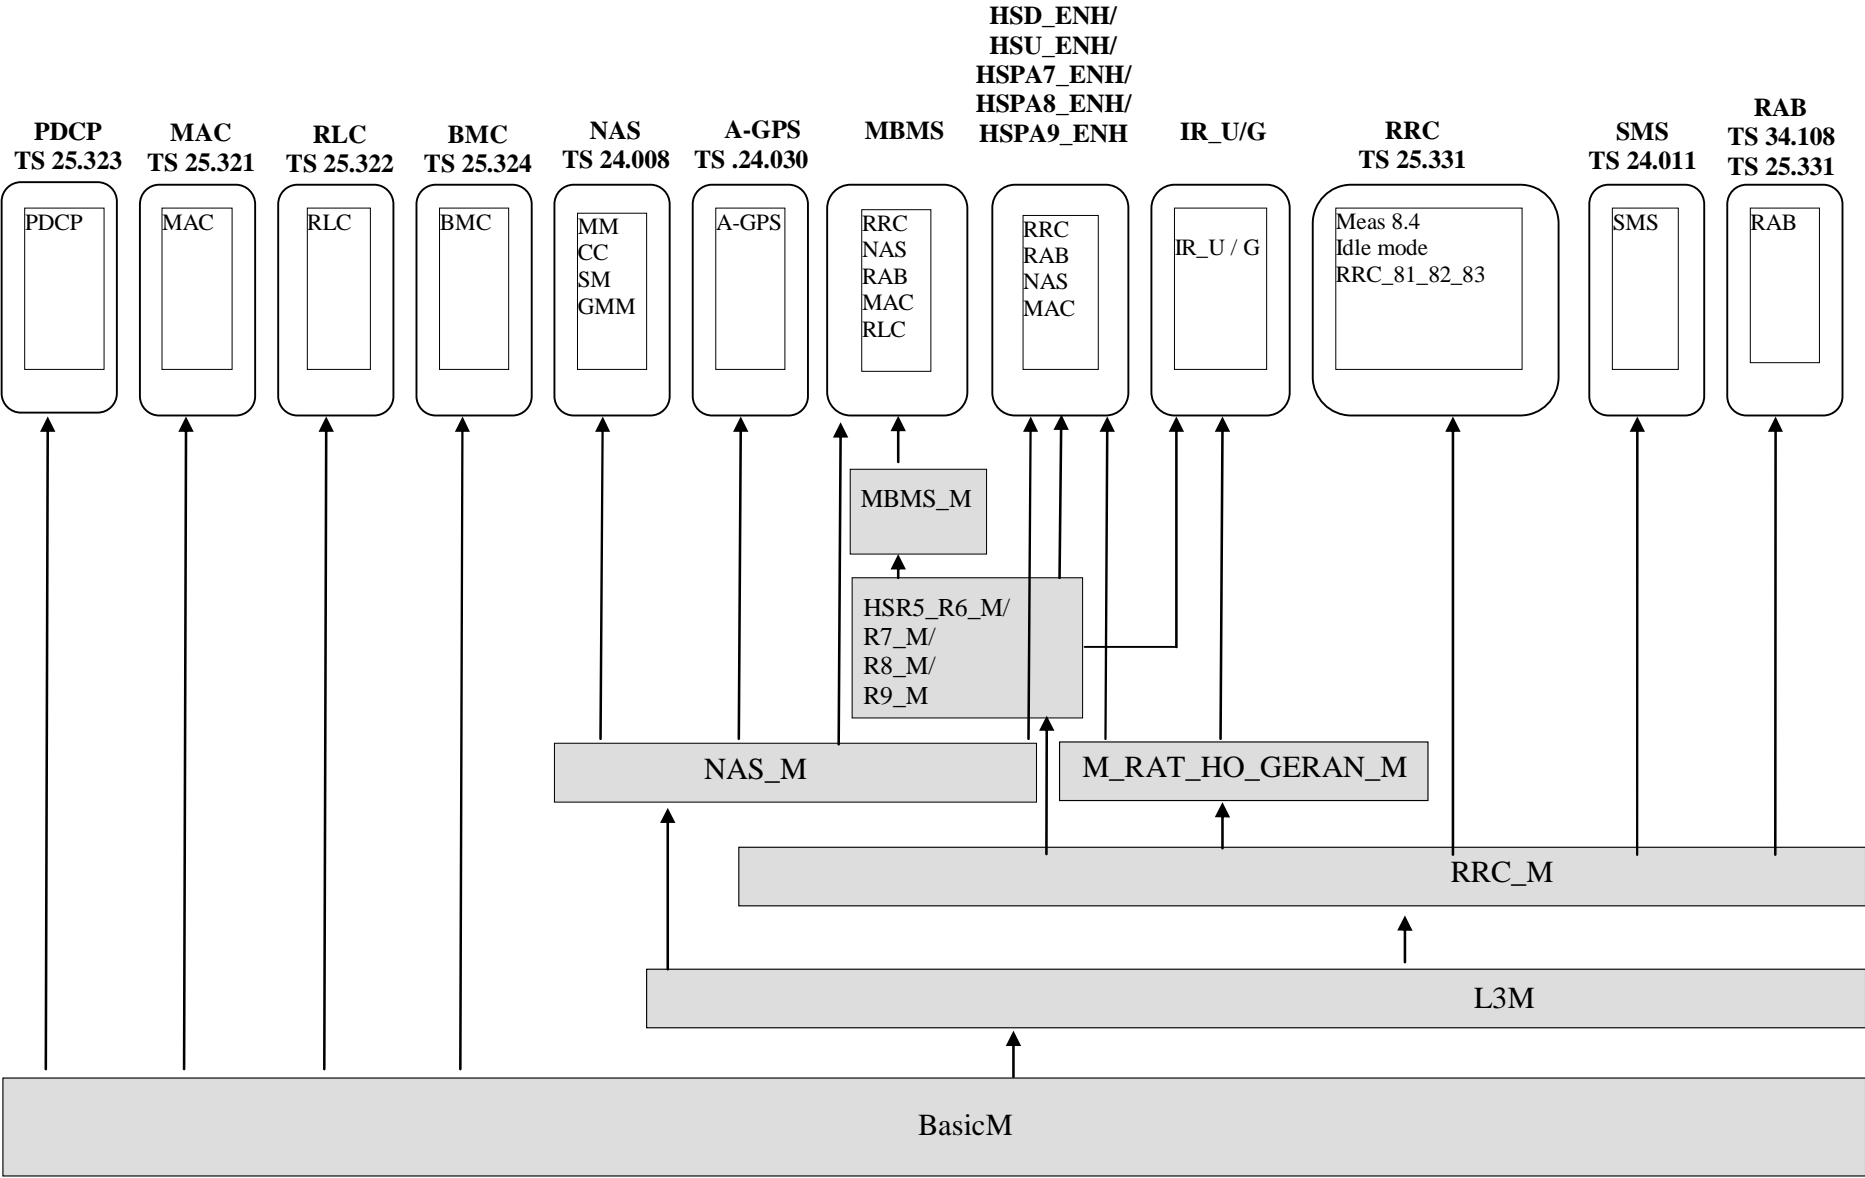 HSD_ENH/
HSU_ENH/
HSPA7_ENH/
HSPA8_ENH/
HSPA9_ENH
PDCP
TS 25.323
MAC
TS 25.321
RLC
TS 25.322
BMC
TS 25.324
NAS
TS 24.008
A-GPS
TS .24.030
MBMS
IR_U/G
RRC
TS 25.331
SMS
TS 24.011
RAB
TS 34.108
TS 25.331
PDCP
MAC
RLC
BMC
MM
CC
SM
GMM
A-GPS
RRC
NAS
RAB
MAC
RLC
RRC
RAB
NAS
MAC
IR_U / G
Meas 8.4
Idle mode
RRC_81_82_83
SMS
RAB
MBMS_M
HSR5_R6_M/
R7_M/
R8_M/
R9_M
NAS_M
M_RAT_HO_GERAN_M
RRC_M
L3M
BasicM